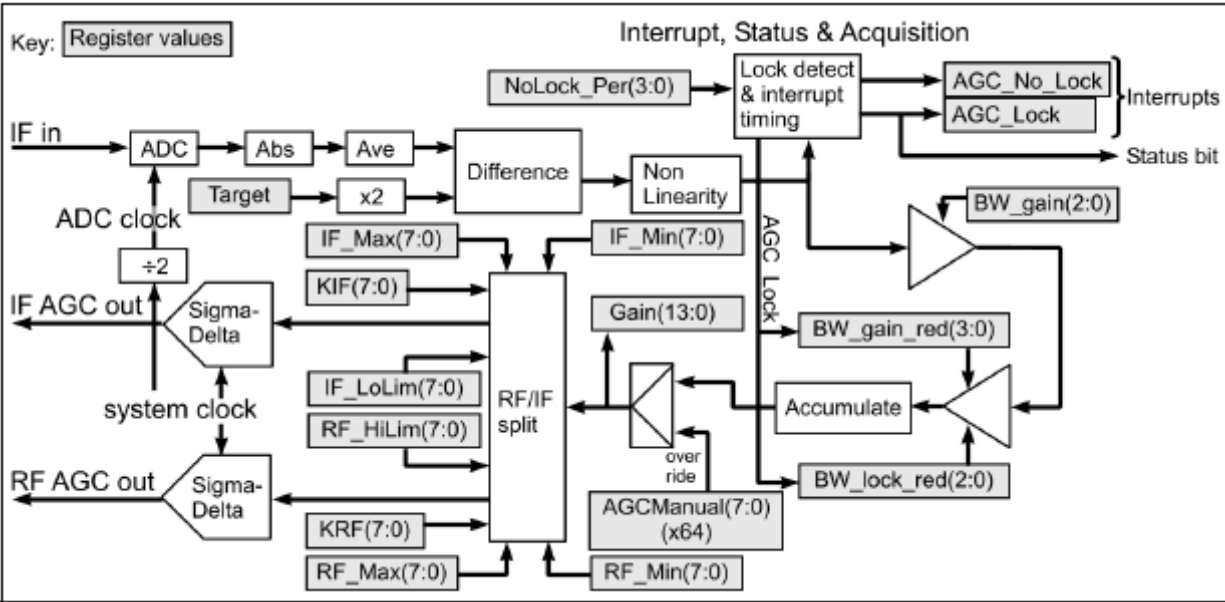 Key: Register values
Interrupt, Status & Acquisition
NoLock_Per(3:0)
Lock detect
& interrupt
timing
AGC_No_Lock
AGC_Lock
Interrupts
Status bit
IF in
ADC
Abs
Ave
Difference
Non
Linearity
Target
x2
ADC clock
÷2
BW_gain(2:0)
IF_Max(7:0)
IF_Min(7:0)
KIF(7:0)
IF AGC out
Sigma-
Delta
Gain(13:0)
AGC_Lock
BW_gain_red(3:0)
IF_LoLim(7:0)
RF_HiLim(7:0)
RF/IF
split
Accumulate
system clock
over
ride
BW_lock_red(2:0)
RF AGC out
Sigma-
Delta
AGCManual(7:0)
(x64)
KRF(7:0)
RF_Max(7:0)
RF_Min(7:0)